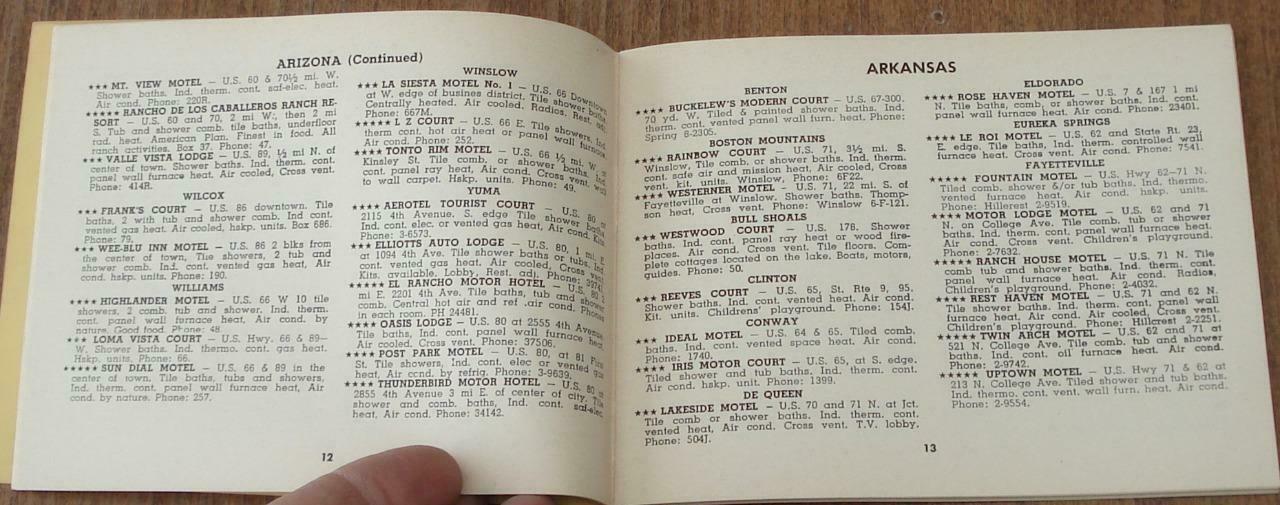 ARIZONA (Continued)
★★★ MT. VIEW MOTEL – U.S. 60 & 70½ mi. W.
Shower baths. Ind. therm. cont. saf-elec. heat.
Air cond. Phone: 220R.
★★★★★ RANCHO DE LOS CABALLEROS RANCH RE-
SORT – U.S. 60 and 70, 2 mi W:, then 2 mi
S. Tub and shower comb. tile baths, underfloor
rad. heat. American Plan. Finest in food. All
ranch activities. Box 37. Phone: 47.
★★ VALLE VISTA LODGE – U.S. 89, ½ mi N. of
center of town. Shower baths. Ind. therm. cont.
panel wall furnace heat, Air cooled, Cross vent.
Phone: 414R.
WILCOX
★★★ FRANK'S COURT – U.S. 86 downtown. Tile
baths, 2 with tub and shower comb. Ind cont.
vented gas heat. Air cooled, hskp. units. Box 686.
Phone: 79.
★★★ WEE-BLU INN MOTEL – U.S. 86 2 blks from
the center of town, Tile showers, 2 tub and
shower comb. Ind. cont. vented gas heat, Air
cond. hskp. units. Phone: 190.
WILLIAMS
★★★★ HIGHLANDER MOTEL – U.S. 66 W 10 tile
showers, 2 comb. tub and shower. Ind. therm.
cont. panel wall furnace heat, Air cond. by
nature. Good food. Phone: 48
★★★ LOMA VISTA COURT – U.S. Hwy. 66 & 89–
W. Shower baths. Ind. thermo. cont. gas heat.
Hskp. units. Phone: 66.
★★★★★ SUN DIAL MOTEL – U.S. 66 & 89 in the
center of town. Tile baths, tubs and showers,
Ind. therm. cont. panel wall furnace heat, Air
cond. by nature. Phone: 257.
WINSLOW
★★★ LA SIESTA MOTEL No. 1 – U.S. 66 Downtown
at W. edge of busines district. Tile shower baths
Centrally heated. Air cooled. Radios. Rest. adj.
Phone: 667M.
★★★★★ L Z COURT – U.S. 66 E. Tile showers, Ind.
therm cont. hot air heat or panel wall furnace,
Air cond. Phone: 252.
★★★★ TONTO RIM MOTEL – U.S. 66 ½ mi. W.
Kinsley St. Tile comb. or shower baths. Ind.
cont. panel ray heat, Air cond. Cross vent. wall
to wall carpet. Hskp. units. Phone: 49.
YUMA
★★★★ AEROTEL TOURIST COURT – U.S. 80,
2115 4th Avenue. S. edge Tile shower baths,
Ind. cont. elec. or vented gas heat, Air cond. Kits
Phone: 3-6573.
★★★ ELLIOTTS AUTO LODGE – U.S. 80, 1 mi. E
at 1094 4th Ave. Tile shower baths or tubs. Ind.
cont. vented gas heat, Air cooled, Cross vent
Kits. available. Lobby, Rest. adj. Phone: 39741
★★★★★ EL RANCHO MOTOR HOTEL – U.S. 80 2
mi E. 2201 4th Ave. Tile baths, tub and shower
comb. Central hot air and ref. air cond. Phones
in each room. PH 24481.
★★★★ OASIS LODGE – U.S. 80 at 2555 4th Avenue
Tile baths, Ind. cont. panel wall furnace heat
Air cooled. Cross vent. Phone: 37506.
★★★★ POST PARK MOTEL – U.S. 80, at 81
St. Tile showers, Ind. cont. elec or vented gas
heat, Air cond. by refrig. Phone: 3-9639.
★★★★ THUNDERBIRD MOTOR HOTEL – U.S. 80 at
2855 4th Avenue 3 mi E. of center of city. Tile
shower and comb. baths, Ind. cont. saf-elec.
heat, Air cond. Phone: 34142.
12
ARKANSAS
BENTON
★★★★ BUCKELEW'S MODERN COURT – U.S. 67-300.
70 yd. W. Tiled & painted shower baths. Ind.
therm. cont. vented panel wall furn. heat. Phone:
Spring 8-2305.
BOSTON MOUNTAINS
★★★★ RAINBOW COURT – U.S. 71, 3½ mi. S.
Winslow, Tile comb. or shower baths. Ind. therm.
cont. safe air and mission heat, Air cooled, Cross
vent. kit. units. Winslow, Phone: 6F22.
★★★★ WESTERNER MOTEL – U.S. 71, 22 mi. S. of
Fayetteville at Winslow. Shower baths. Thomp-
son heat, Cross vent. Phone: Winslow 6-F-121.
BULL SHOALS
★★★ WESTWOOD COURT – U.S. 178. Shower
baths. Ind. cont. panel ray heat or wood fire-
places. Air cond. Cross vent. Tile floors. Com-
plete cottages located on the lake. Boats, motors,
guides. Phone: 50.
CLINTON
★★★ REEVES COURT – U.S. 65, St. Rte 9, 95.
Shower baths. Ind. cont. vented heat. Air cond.
Kit. units. Childrens' playground. Phone: 154J.
CONWAY
★★★ IDEAL MOTEL – U.S. 64 & 65. Tiled comb.
baths. Ind. cont. vented space heat, Air cond.
Phone: 1740.
★★★★ IRIS MOTOR COURT – U.S. 65, at S. edge.
Tiled shower and tub baths. Ind. therm. cont.
Air cond. hskp. unit. Phone: 1399.
DE QUEEN
★★★ LAKESIDE MOTEL – U.S. 70 and 71 N. at Jct.
Tile comb or shower baths. Ind. therm. cont.
vented heat, Air cond. Cross vent. T.V. lobby.
Phone: 504J.
ELDORADO
★★★★ ROSE HAVEN MOTEL – U.S. 7 & 167 1 mi
N. Tile baths, comb, or shower baths. Ind. cont.
panel wall furnace heat. Air cond. Phone: 23401.
EUREKA SPRINGS
★★★★ LE ROI MOTEL – U.S. 62 and State Rt. 23,
E. edge. Tile baths, Ind. therm. controlled wall
furnace heat. Cross vent. Air cond. Phone: 7541.
FAYETTEVILLE
★★★★★ FOUNTAIN MOTEL – U.S. Hwy 62–71 N.
Tiled comb. shower &/or tub baths. Ind. thermo.
vented furnace heat. Air cond. hskp. units.
Phone: Hillerest 2-9519.
★★★★ MOTOR LODGE MOTEL – U.S. 62 and 71
N. on College Ave. Tile comb. tub or shower
baths. Ind. therm. cont. panel wall furnace heat.
Air cond. Cross vent. Children's playground.
Phone: 2-7632.
★★★★★ RANCH HOUSE MOTEL – U.S. 71 N. Tile
comb tub and shower baths. Ind. therm. cont.
panel wall furnace heat. Air cond. Radios,
Children's playground. Phone: 2-4032.
★★★★ REST HAVEN MOTEL – U.S. 71 and 62 N.
Tile shower baths. Ind. therm. cont. panel wall
furnace heat, Air cond. Air cooled, Cross vent.
Children's playground. Phone: Hillcrest 2-2251.
★★★★★ TWIN ARCH MOTEL – U.S. 62 and 71 at
521 N. College Ave. Tile comb. tub and shower
baths. Ind. cont. oil furnace heat, Air cond.
Phone: 2-9742.
★★★★★ UPTOWN MOTEL – U.S. Hwy 71 & 62 at
213 N. College Ave. Tiled shower and tub baths.
Ind. thermo. cont. vent. wall furn. heat, Air cond.
Phone: 2-9554.
13